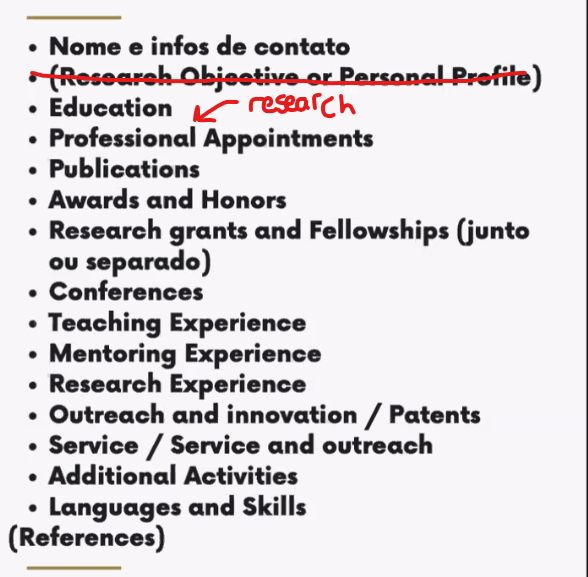 • Nome e infos de contato
• (Research Objective or Personal Profile)
• Education
research
• Professional Appointments
• Publications
• Awards and Honors
• Research grants and Fellowships (junto
ou separado)
• Conferences
• Teaching Experience
• Mentoring Experience
• Research Experience
• Outreach and innovation / Patents
• Service / Service and outreach
• Additional Activities
• Languages and Skills
(References)